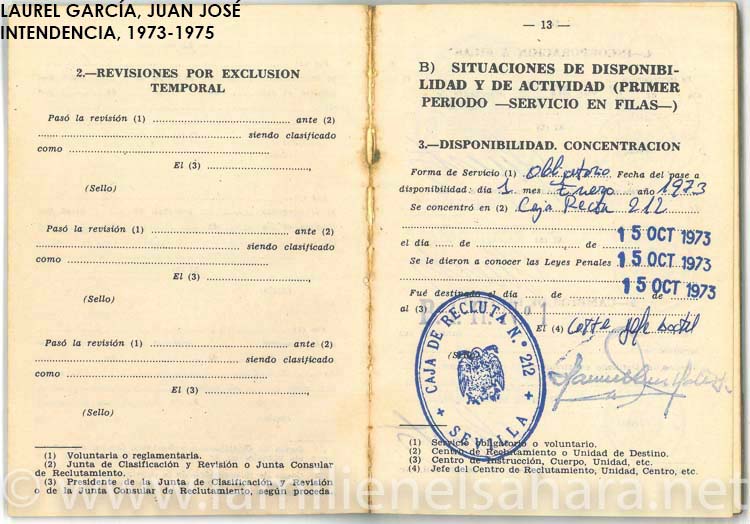 LAUREL GARCÍA, JUAN JOSÉ
INTENDENCIA, 1973-1975
2.—REVISIONES POR EXCLUSION
TEMPORAL
Pasó la revisión (1) ........ ante (2)
........ siendo clasificado
como ........
El (3) ........,
(Sello)
Pasó la revisión (1) ........ ante (2)
........ siendo clasificado
como ........
El (3) ........,
(Sello)
Pasó la revisión (1) ........ ante (2)
........ siendo clasificado
como ........
El (3) ........,
(Sello)
(1) Voluntaria o reglamentaria.
(2) Junta de Clasificación y Revisión o Junta Consular
de Reclutamiento.
(3) Presidente de la Junta de Clasificación y Revisión
o de la Junta Consular de Reclutamiento, según proceda.
— 13 —
B) SITUACIONES DE DISPONIBI-
LIDAD Y DE ACTIVIDAD (PRIMER
PERIODO —SERVICIO EN FILAS—)
3.—DISPONIBILIDAD. CONCENTRACION
Forma de Servicio (1) Obligatorio Fecha del pase a
disponibilidad: día 1 mes Enero año 1973
Se concentró en (2) Caja Recta 212
el día ..... de ........, de ........ 15 OCT 1973
Se le dieron a conocer las Leyes Penales 15 OCT 1973
Fué destinado el día ..... de ........ de ..... 15 OCT 1973
al (3) ........ N.º 1
El (4)
(Sello)
CAJA DE RECLUTA N.º 212
SEVILLA
(1) Servicio obligatorio o voluntario.
(2) Centro de Reclutamiento o Unidad de Destino.
(3) Centro de Instrucción, Cuerpo, Unidad, etc.
(4) Jefe del Centro de Reclutamiento, Unidad, Centro, etc.
© www.lamilienelsahara.net